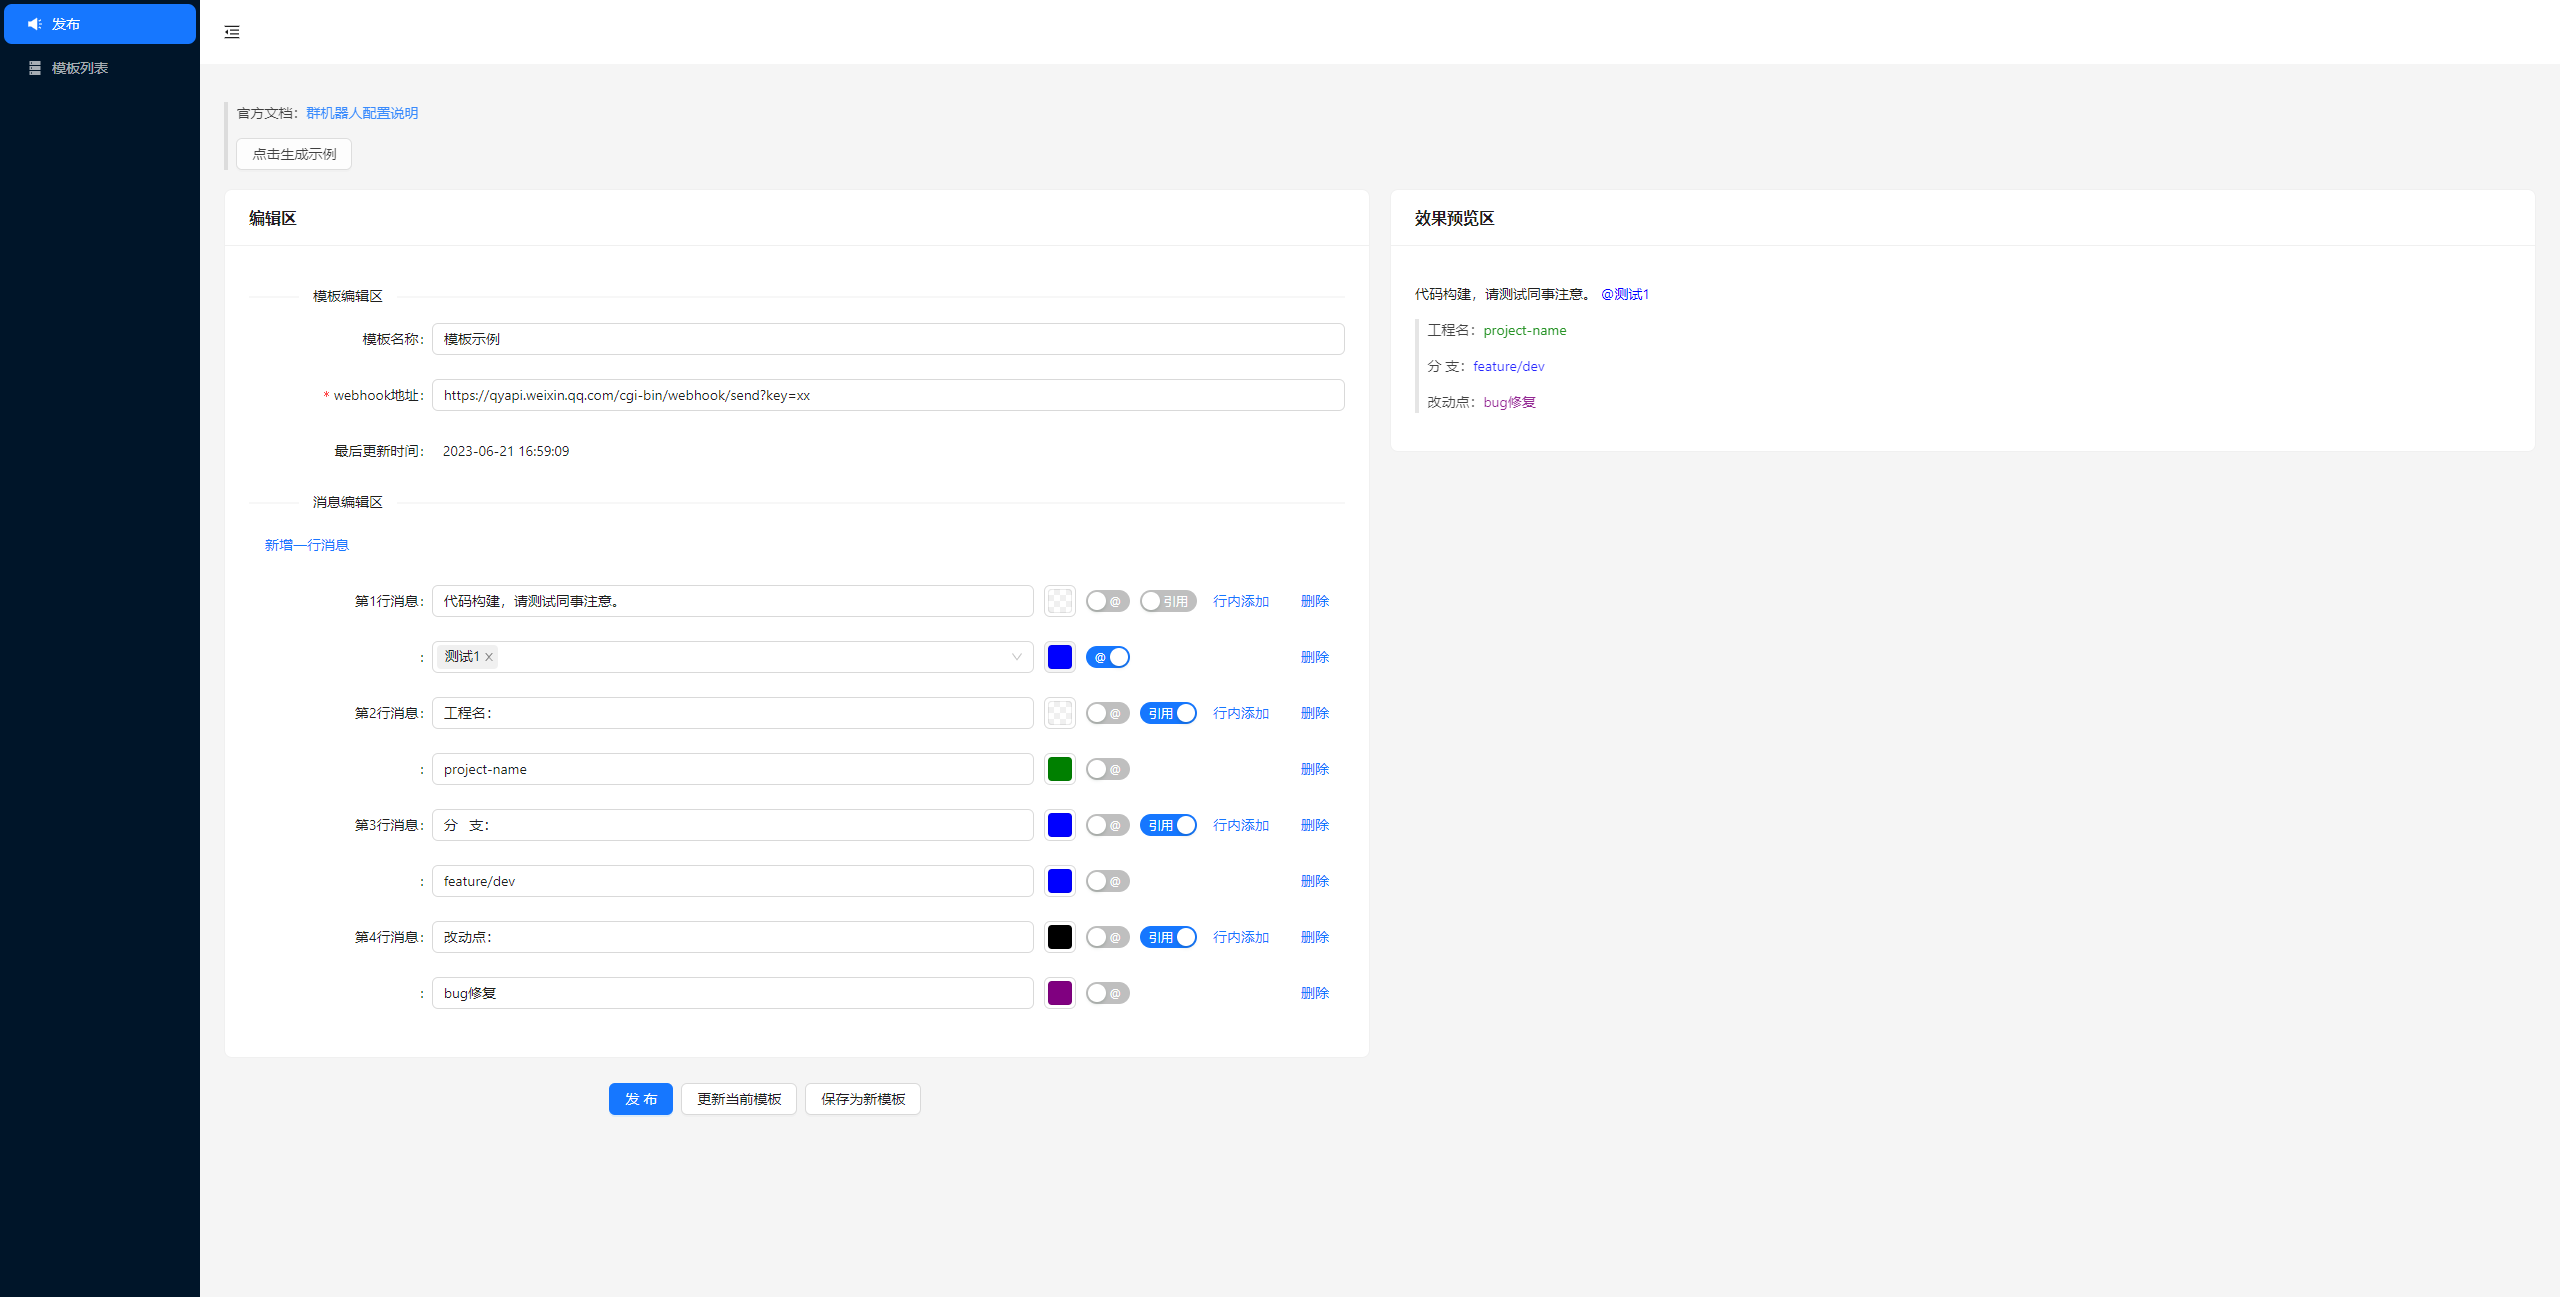 发布
模板列表
官方文档：群机器人配置说明
点击生成示例
编辑区
模板编辑区
模板名称: 模板示例
* webhook地址: https://qyapi.weixin.qq.com/cgi-bin/webhook/send?key=xx
最后更新时间: 2023-06-21 16:59:09
消息编辑区
新增一行消息
第1行消息: 代码构建，请测试同事注意。 @ 引用 行内添加 删除
: 测试1 @ 删除
第2行消息: 工程名： @ 引用 行内添加 删除
: project-name @ 删除
第3行消息: 分 支： @ 引用 行内添加 删除
: feature/dev @ 删除
第4行消息: 改动点： @ 引用 行内添加 删除
: bug修复 @ 删除
发 布 更新当前模板 保存为新模板
效果预览区
代码构建，请测试同事注意。 @测试1
工程名：project-name
分 支：feature/dev
改动点：bug修复